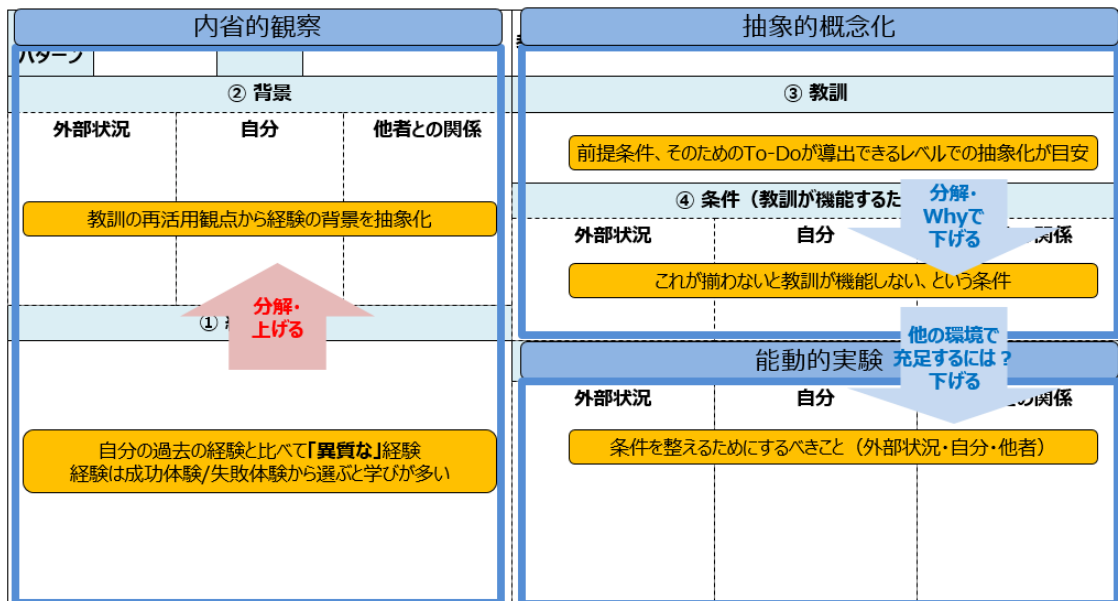 内省的観察
パターン
② 背景
外部状況
自分
他者との関係
教訓の再活用観点から経験の背景を抽象化
分解・
上げる
①
自分の過去の経験と比べて「異質な」経験
経験は成功体験/失敗体験から選ぶと学びが多い
抽象的概念化
③ 教訓
前提条件、そのためのTo-Doが導出できるレベルでの抽象化が目安
④ 条件（教訓が機能するた
分解・
Whyで
下げる
外部状況
自分
関係
これが揃わないと教訓が機能しない、という条件
他の環境で
充足するには？
下げる
能動的実験
外部状況
自分
の関係
条件を整えるためにするべきこと（外部状況・自分・他者）